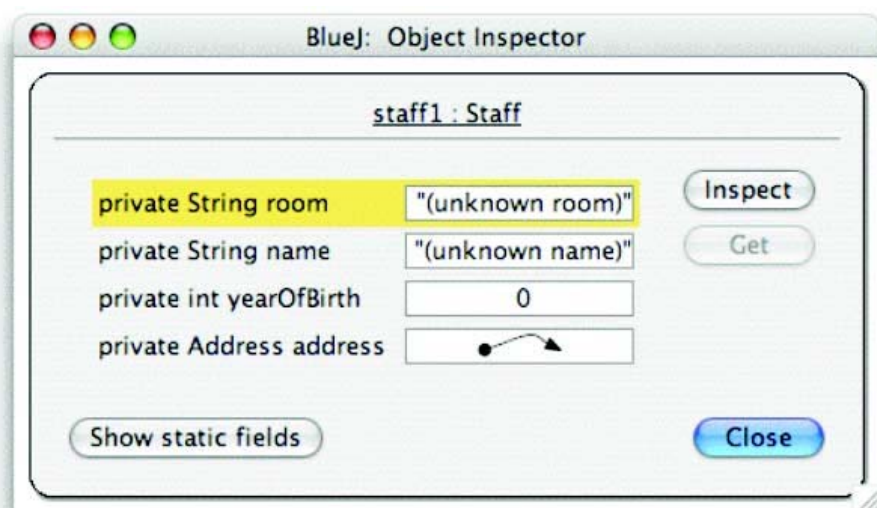 BlueJ: Object Inspector
staff1 : Staff
private String room "(unknown room)"
Inspect
private String name "(unknown name)"
Get
private int yearOfBirth 0
private Address address
Show static fields
Close